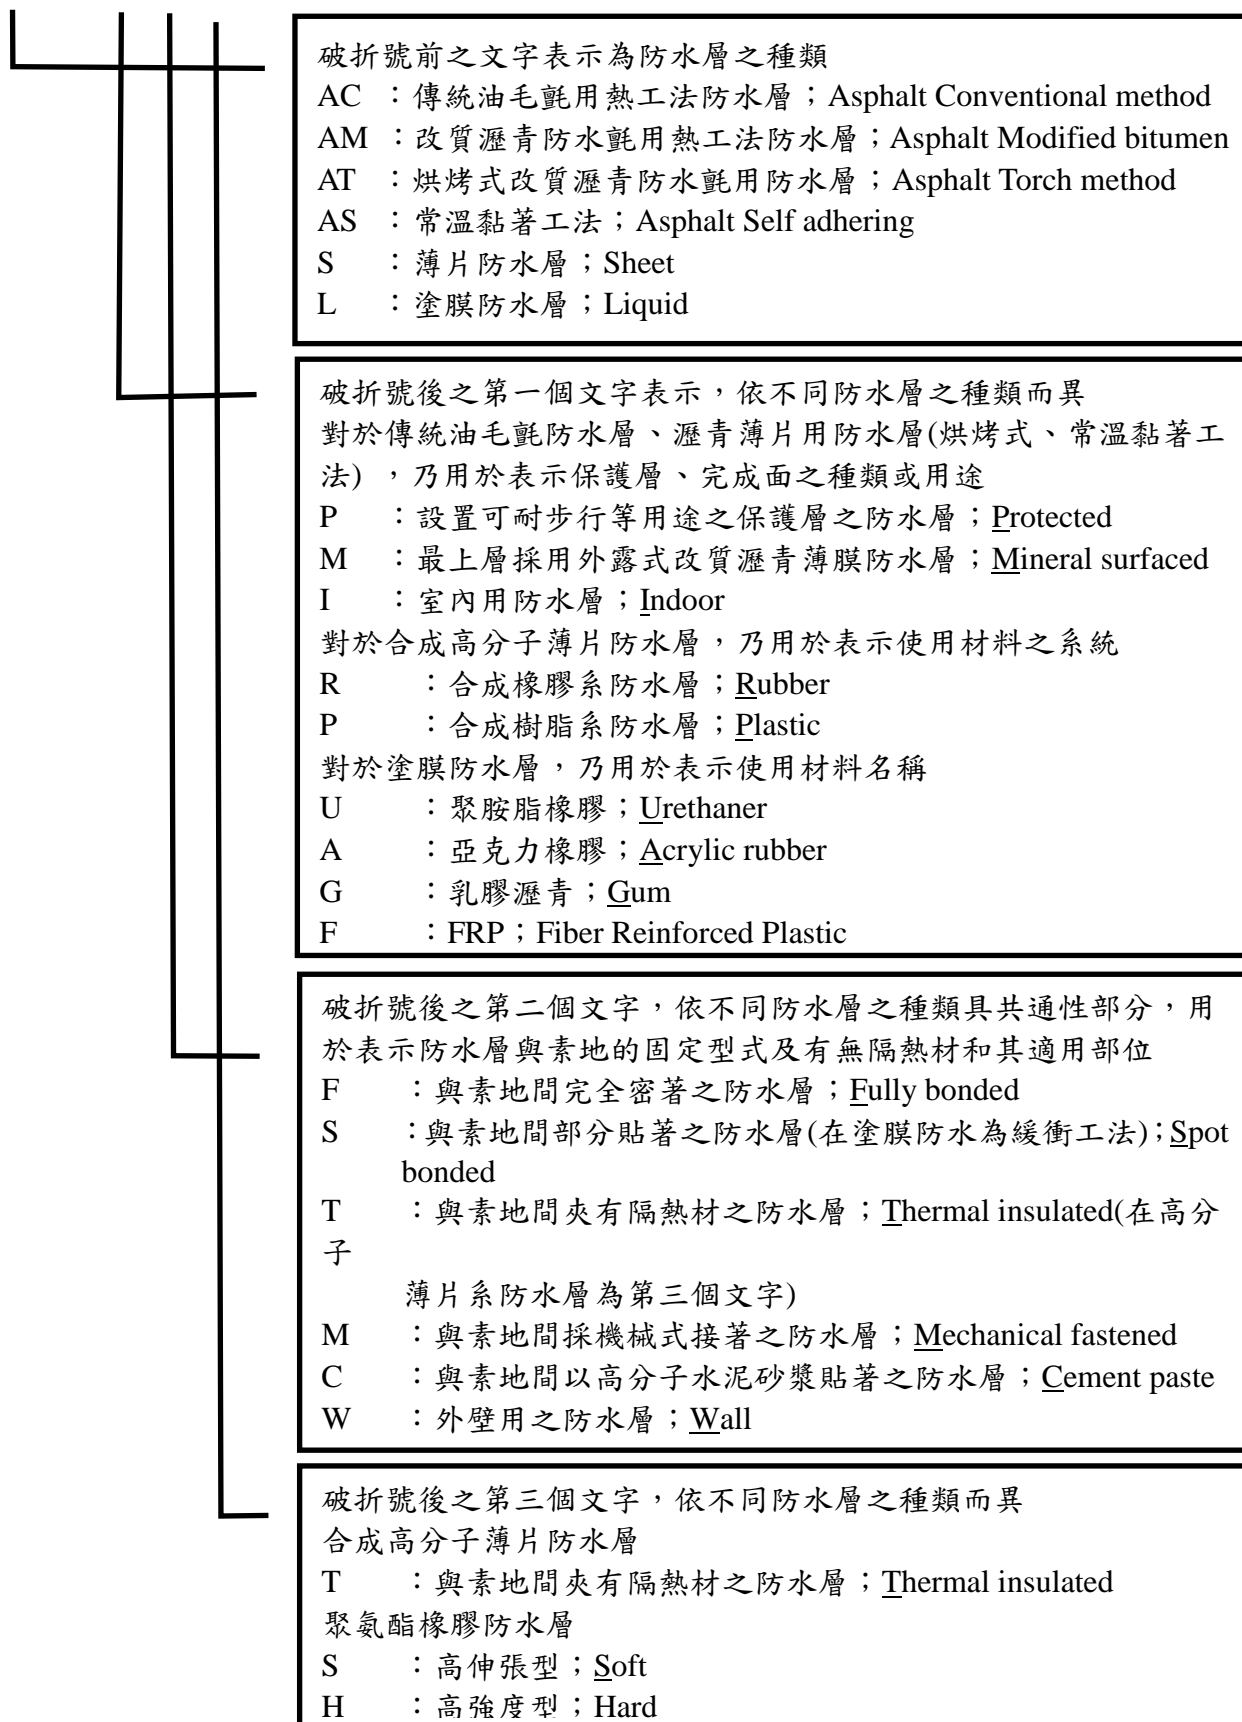 破折號前之文字表示為防水層之種類
AC ：傳統油毛氈用熱工法防水層；Asphalt Conventional method
AM ：改質瀝青防水氈用熱工法防水層；Asphalt Modified bitumen
AT ：烘烤式改質瀝青防水氈用防水層；Asphalt Torch method
AS ：常溫黏著工法；Asphalt Self adhering
S ：薄片防水層；Sheet
L ：塗膜防水層；Liquid
破折號後之第一個文字表示，依不同防水層之種類而異
對於傳統油毛氈防水層、瀝青薄片用防水層(烘烤式、常溫黏著工
法)，乃用於表示保護層、完成面之種類或用途
P ：設置可耐步行等用途之保護層之防水層；Protected
M ：最上層採用外露式改質瀝青薄膜防水層；Mineral surfaced
I ：室內用防水層；Indoor
對於合成高分子薄片防水層，乃用於表示使用材料之系統
R ：合成橡膠系防水層；Rubber
P ：合成樹脂系防水層；Plastic
對於塗膜防水層，乃用於表示使用材料名稱
U ：聚胺脂橡膠；Urethaner
A ：亞克力橡膠；Acrylic rubber
G ：乳膠瀝青；Gum
F ：FRP；Fiber Reinforced Plastic
破折號後之第二個文字，依不同防水層之種類具共通性部分，用
於表示防水層與素地的固定型式及有無隔熱材和其適用部位
F ：與素地間完全密著之防水層；Fully bonded
S ：與素地間部分貼著之防水層(在塗膜防水為緩衝工法)；Spot
bonded
T ：與素地間夾有隔熱材之防水層；Thermal insulated(在高分
子
薄片系防水層為第三個文字)
M ：與素地間採機械式接著之防水層；Mechanical fastened
C ：與素地間以高分子水泥砂漿貼著之防水層；Cement paste
W ：外壁用之防水層；Wall
破折號後之第三個文字，依不同防水層之種類而異
合成高分子薄片防水層
T ：與素地間夾有隔熱材之防水層；Thermal insulated
聚氨酯橡膠防水層
S ：高伸張型；Soft
H ：高強度型；Hard